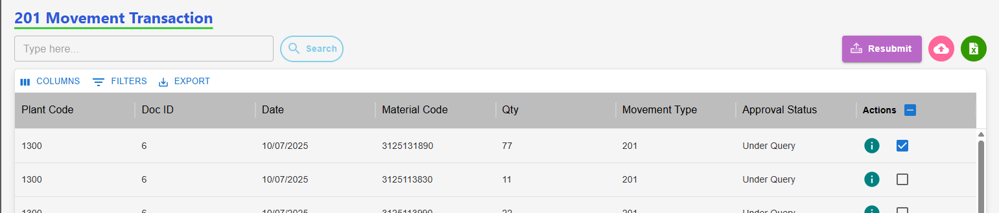 201 Movement Transaction
Type here...
Search
Resubmit
COLUMNS FILTERS EXPORT
Plant Code Doc ID Date Material Code Qty Movement Type Approval Status Actions
1300 6 10/07/2025 3125131890 77 201 Under Query
1300 6 10/07/2025 3125113830 11 201 Under Query
1300 6 10/07/2025 3125113990 22 201 Under Query